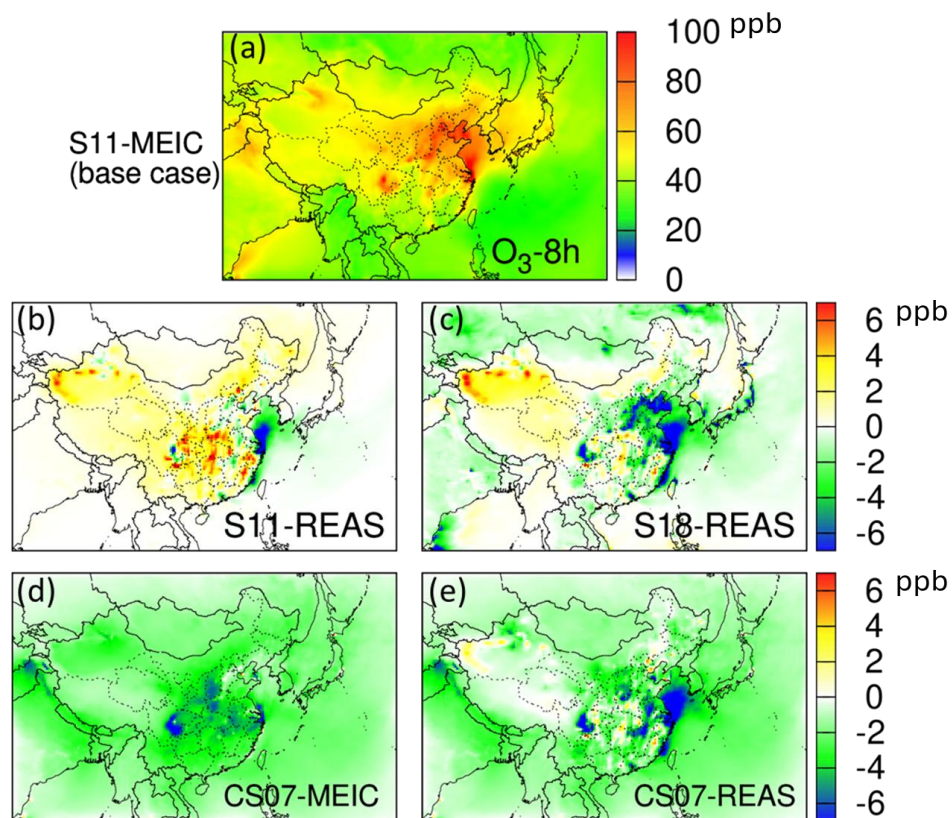 (a)
100 ppb
80
60
40
20
0
S11-MEIC
(base case)
O3-8h
(b)
S11-REAS
(c)
S18-REAS
ppb
6
4
2
0
-2
-4
-6
(d)
CS07-MEIC
(e)
CS07-REAS
ppb
6
4
2
0
-2
-4
-6